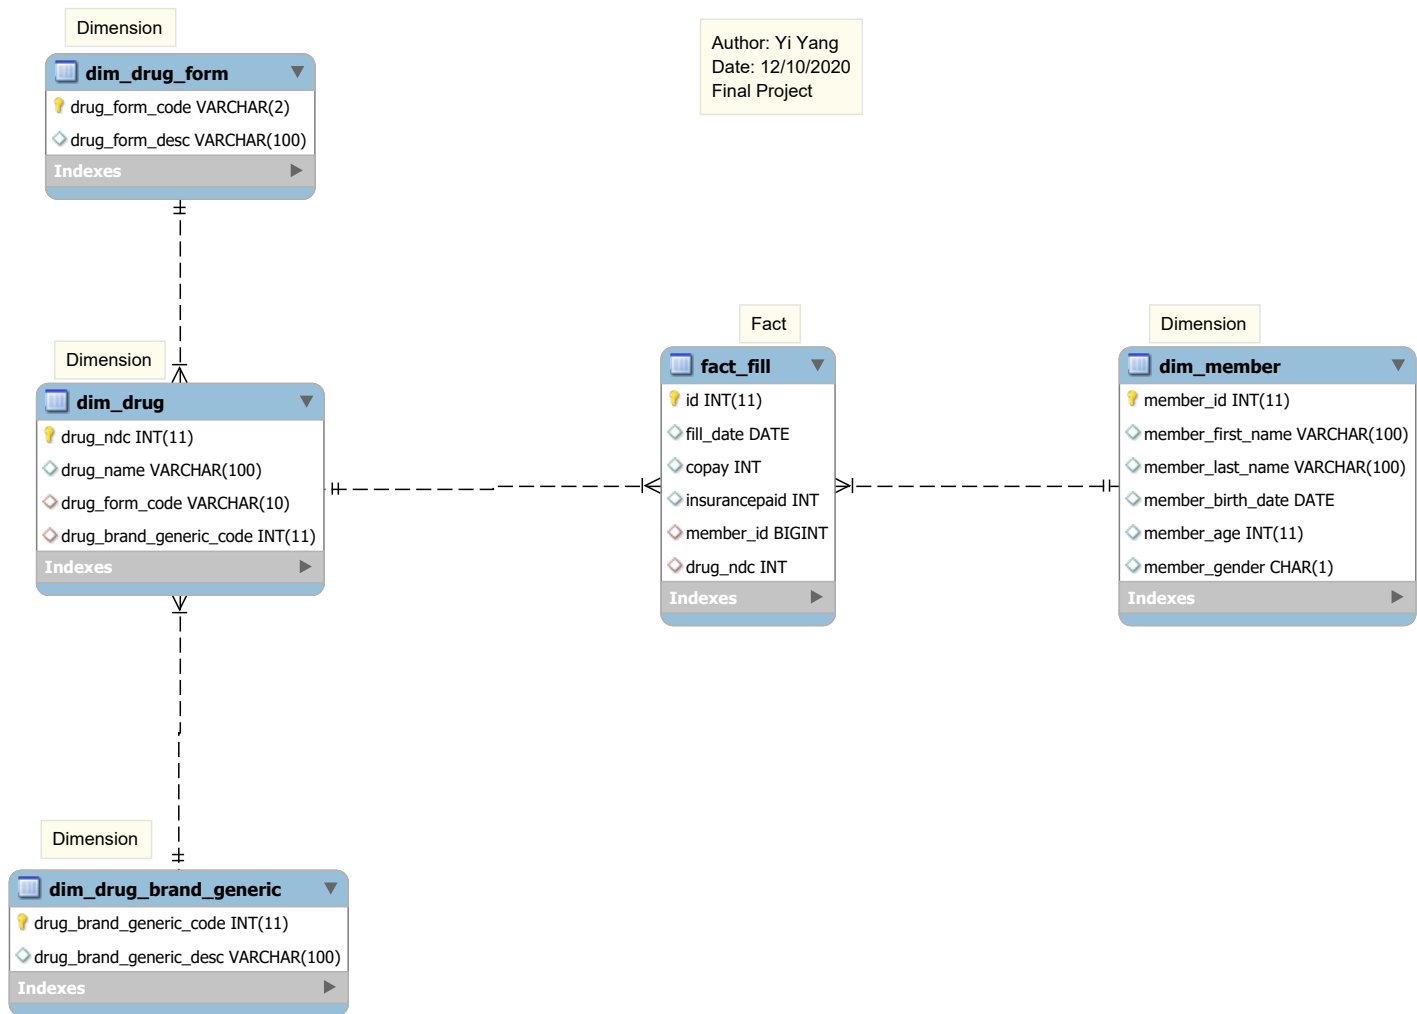 Dimension
dim_drug_form
drug_form_code VARCHAR(2)
drug_form_desc VARCHAR(100)
Indexes
Author: Yi Yang
Date: 12/10/2020
Final Project
Dimension
dim_drug
drug_ndc INT(11)
drug_name VARCHAR(100)
drug_form_code VARCHAR(10)
drug_brand_generic_code INT(11)
Indexes
Fact
fact_fill
id INT(11)
fill_date DATE
copay INT
insurancepaid INT
member_id BIGINT
drug_ndc INT
Indexes
Dimension
dim_member
member_id INT(11)
member_first_name VARCHAR(100)
member_last_name VARCHAR(100)
member_birth_date DATE
member_age INT(11)
member_gender CHAR(1)
Indexes
Dimension
dim_drug_brand_generic
drug_brand_generic_code INT(11)
drug_brand_generic_desc VARCHAR(100)
Indexes